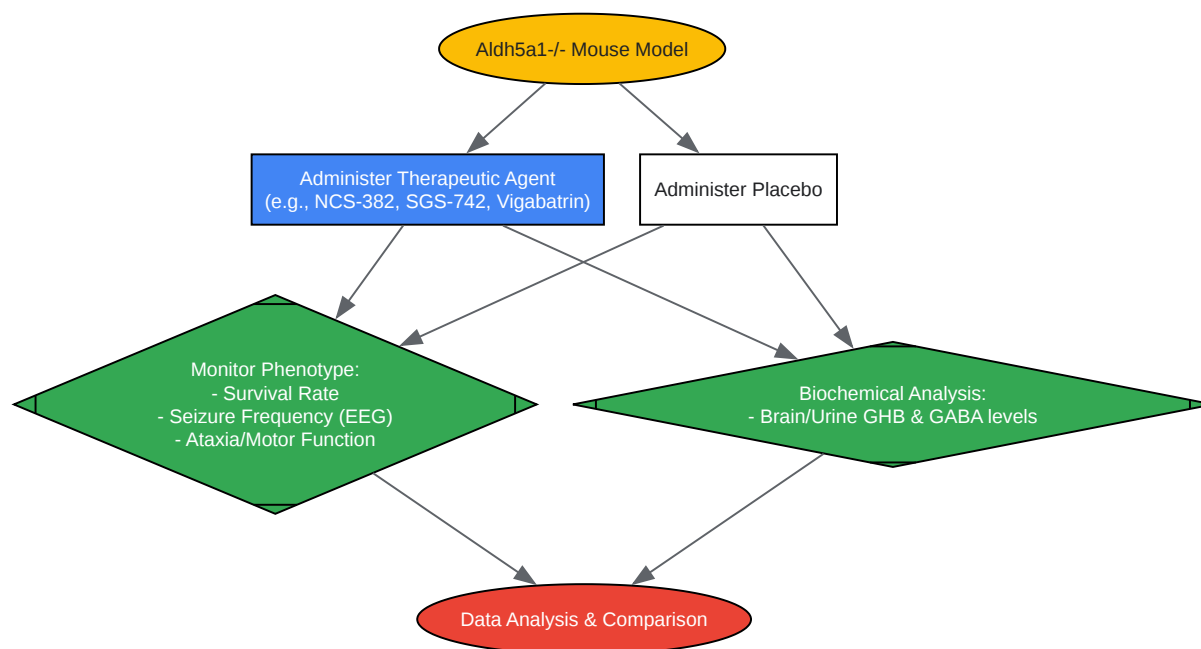 Aldh5a1-/- Mouse Model
Administer Therapeutic Agent
(e.g., NCS-382, SGS-742, Vigabatrin)
Administer Placebo
Monitor Phenotype:
- Survival Rate
- Seizure Frequency (EEG)
- Ataxia/Motor Function
Biochemical Analysis:
- Brain/Urine GHB & GABA levels
Data Analysis & Comparison